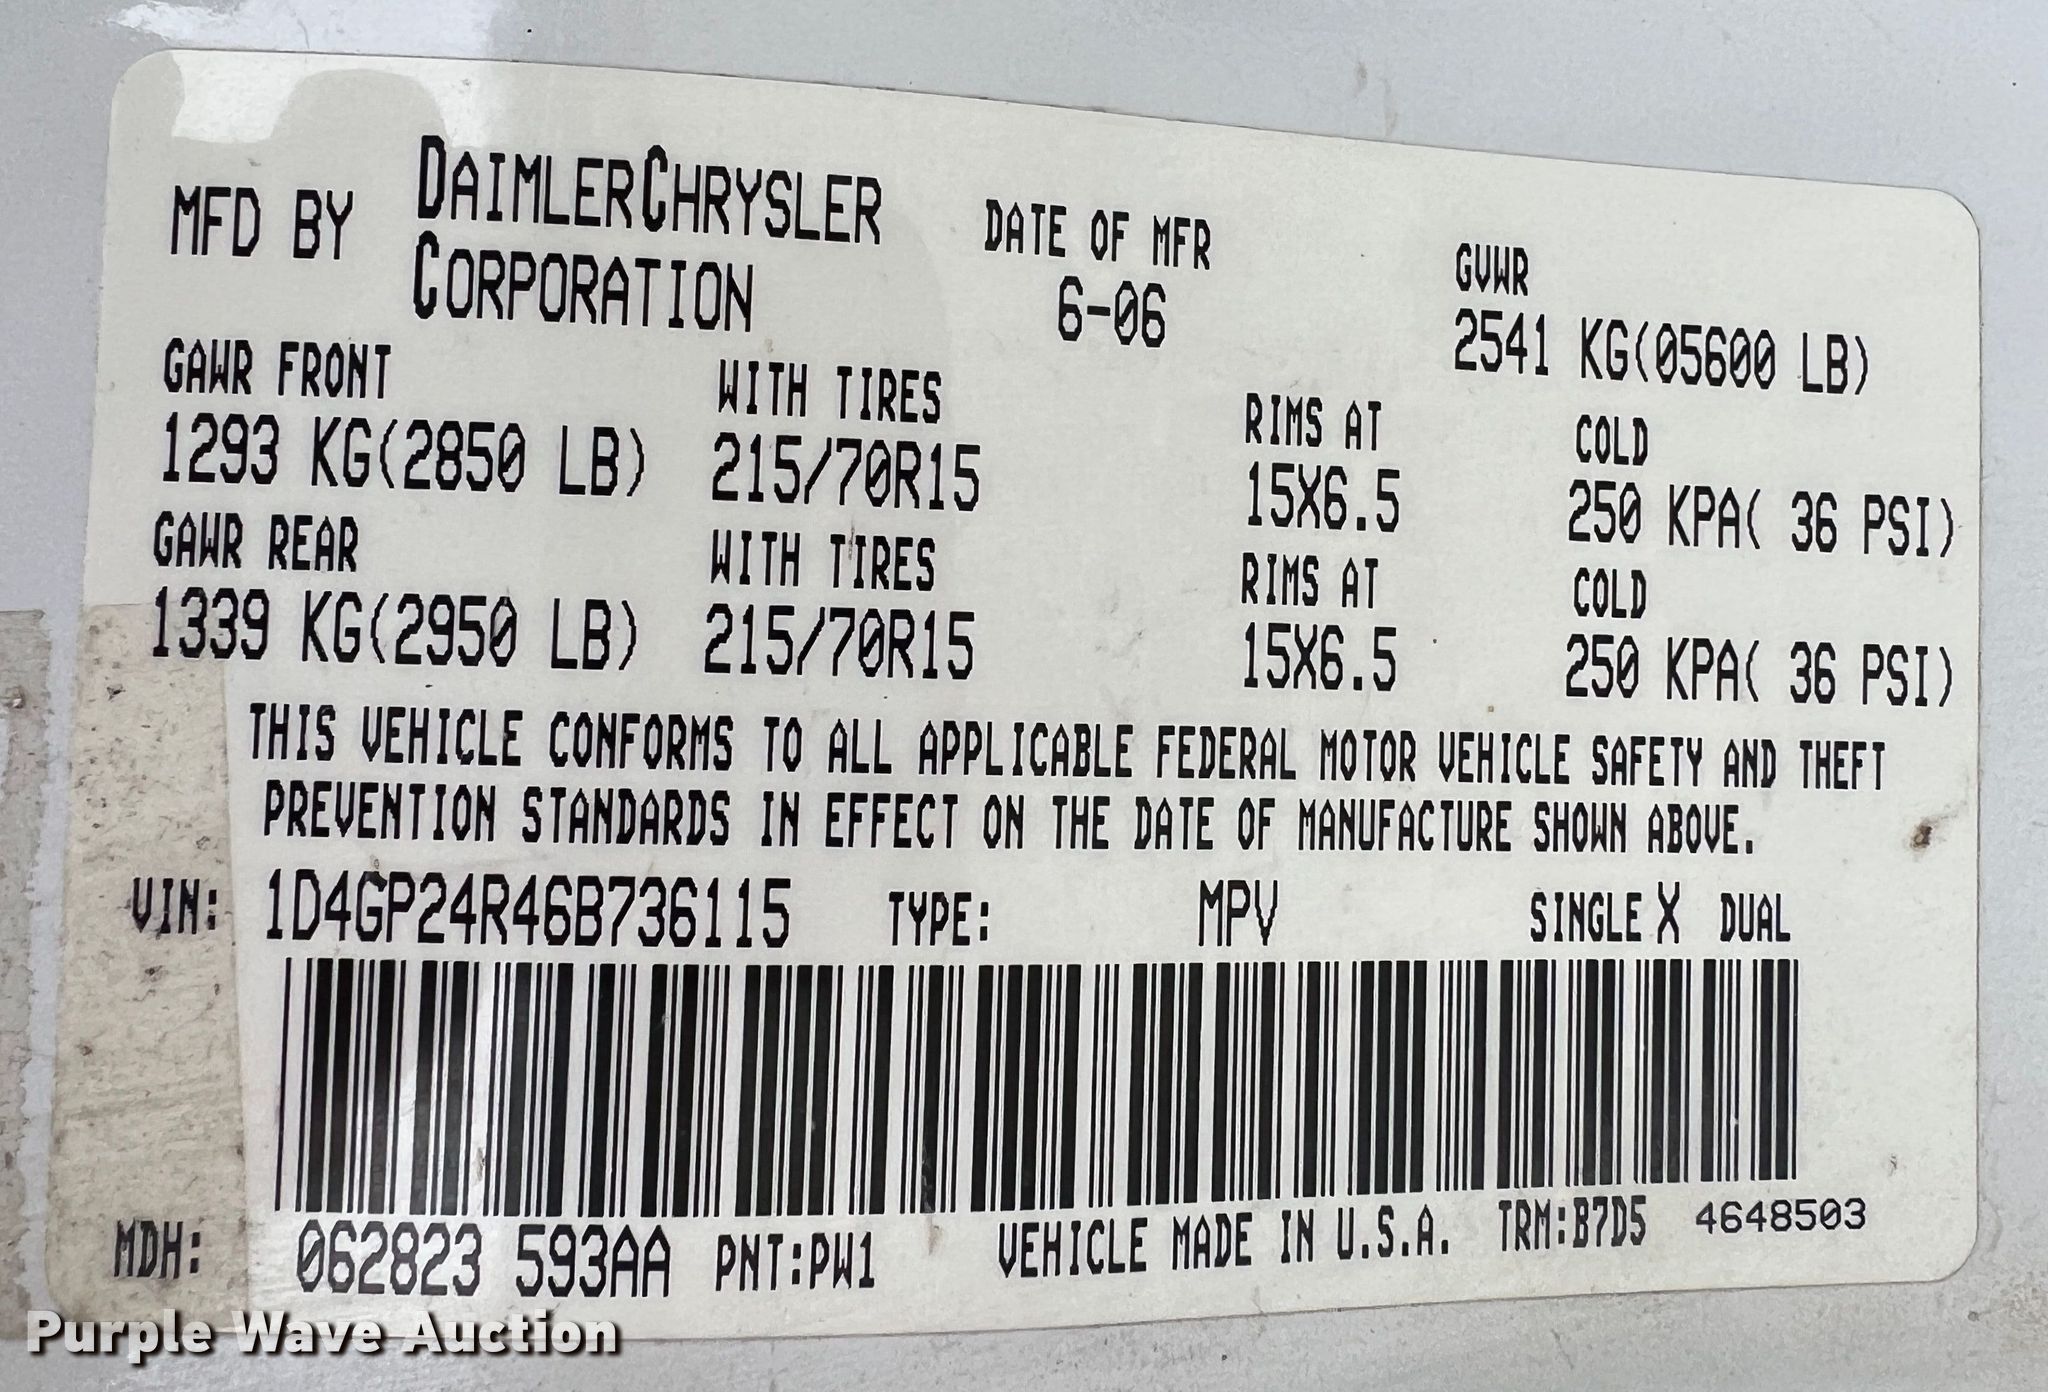 MFD BY DAIMLERCHRYSLER CORPORATION DATE OF MFR 6-06 GVWR 2541 KG(05600 LB)
GAWR FRONT WITH TIRES RIMS AT COLD
1293 KG(2850 LB) 215/70R15 15X6.5 250 KPA( 36 PSI)
GAWR REAR WITH TIRES RIMS AT COLD
1339 KG(2950 LB) 215/70R15 15X6.5 250 KPA( 36 PSI)
THIS VEHICLE CONFORMS TO ALL APPLICABLE FEDERAL MOTOR VEHICLE SAFETY AND THEFT
PREVENTION STANDARDS IN EFFECT ON THE DATE OF MANUFACTURE SHOWN ABOVE.
VIN: 1D4GP24R46B736115 TYPE: MPV SINGLE X DUAL
MDH: 062823 593AA PNT:PW1 VEHICLE MADE IN U.S.A. TRM:B7D5 4648503
Purple Wave Auction